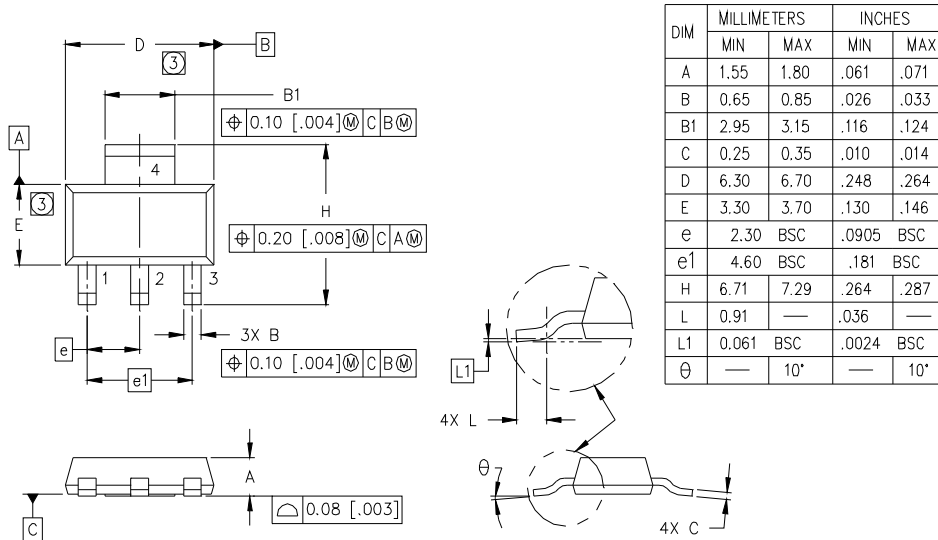 D
B
3
B1
⌖ 0.10 [.004]Ⓜ C BⓂ
A
4
3
E
H
⌖ 0.20 [.008]Ⓜ C AⓂ
1 2 3
3X B
e
⌖ 0.10 [.004]Ⓜ C BⓂ
e1
L1
4X L
A
θ
⌓ 0.08 [.003]
C
4X C
DIM MILLIMETERS INCHES
MIN MAX MIN MAX
A 1.55 1.80 .061 .071
B 0.65 0.85 .026 .033
B1 2.95 3.15 .116 .124
C 0.25 0.35 .010 .014
D 6.30 6.70 .248 .264
E 3.30 3.70 .130 .146
e 2.30 BSC .0905 BSC
e1 4.60 BSC .181 BSC
H 6.71 7.29 .264 .287
L 0.91 — .036 —
L1 0.061 BSC .0024 BSC
θ — 10° — 10°